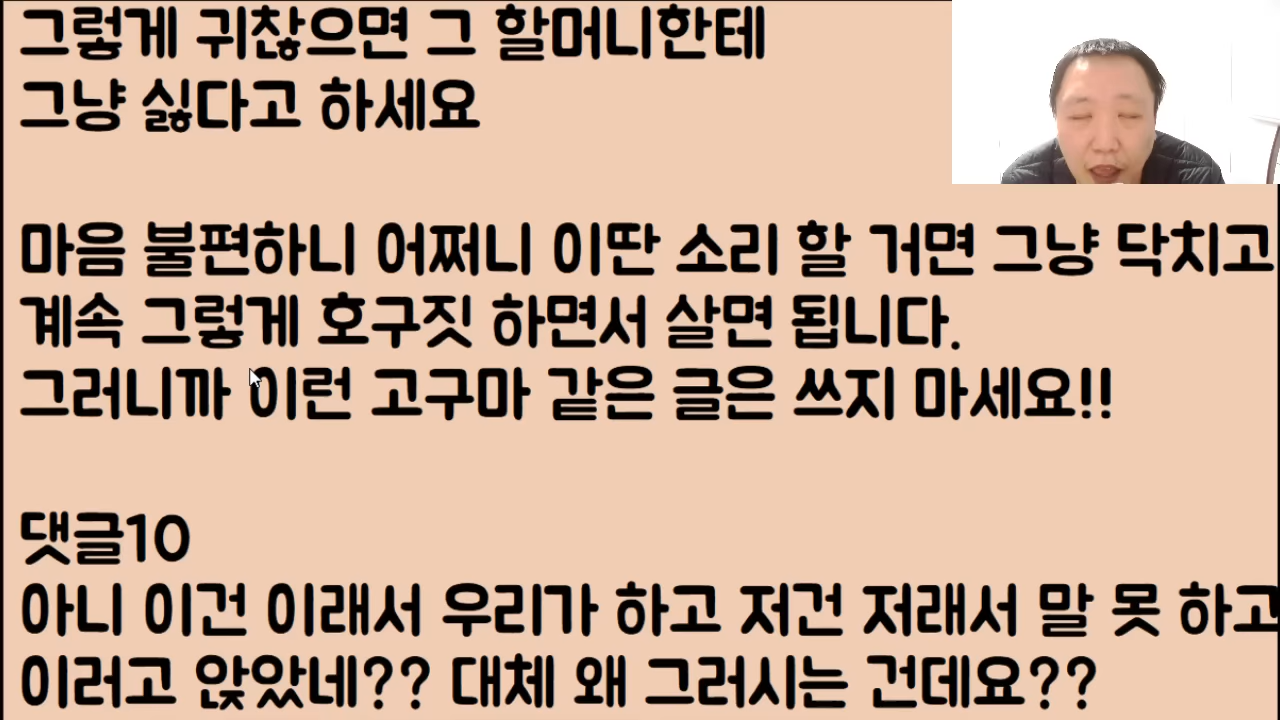 그렇게 귀찮으면 그 할머니한테
그냥 싫다고 하세요
마음 불편하니 어쩌니 이딴 소리 할 거면 그냥 닥치고
계속 그렇게 호구짓 하면서 살면 됩니다.
그러니까 이런 고구마 같은 글은 쓰지 마세요!!
댓글10
아니 이건 이래서 우리가 하고 저건 저래서 말 못 하고
이러고 앉았네?? 대체 왜 그러시는 건데요??